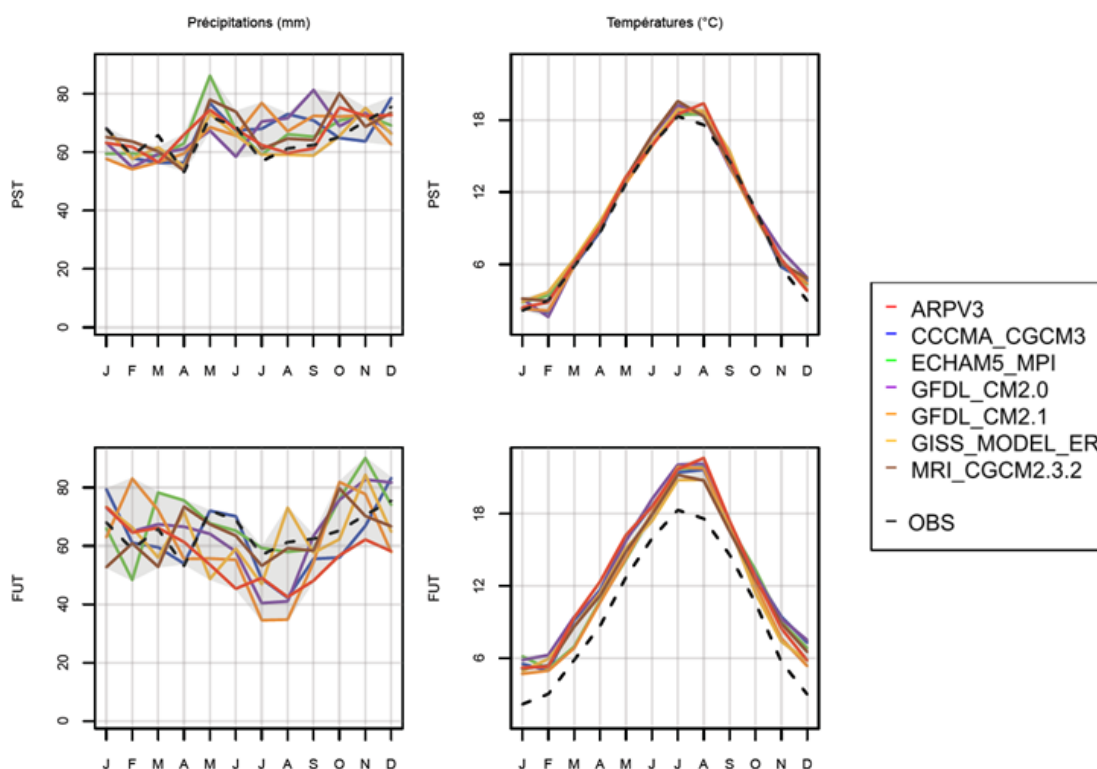 Précipitations (mm)
Températures (°C)
PST
80
60
40
20
0
J F M A M J J A S O N D
PST
18
12
6
J F M A M J J A S O N D
FUT
80
60
40
20
0
J F M A M J J A S O N D
FUT
18
12
6
J F M A M J J A S O N D
ARPV3
CCCMA_CGCM3
ECHAM5_MPI
GFDL_CM2.0
GFDL_CM2.1
GISS_MODEL_ER
MRI_CGCM2.3.2
OBS